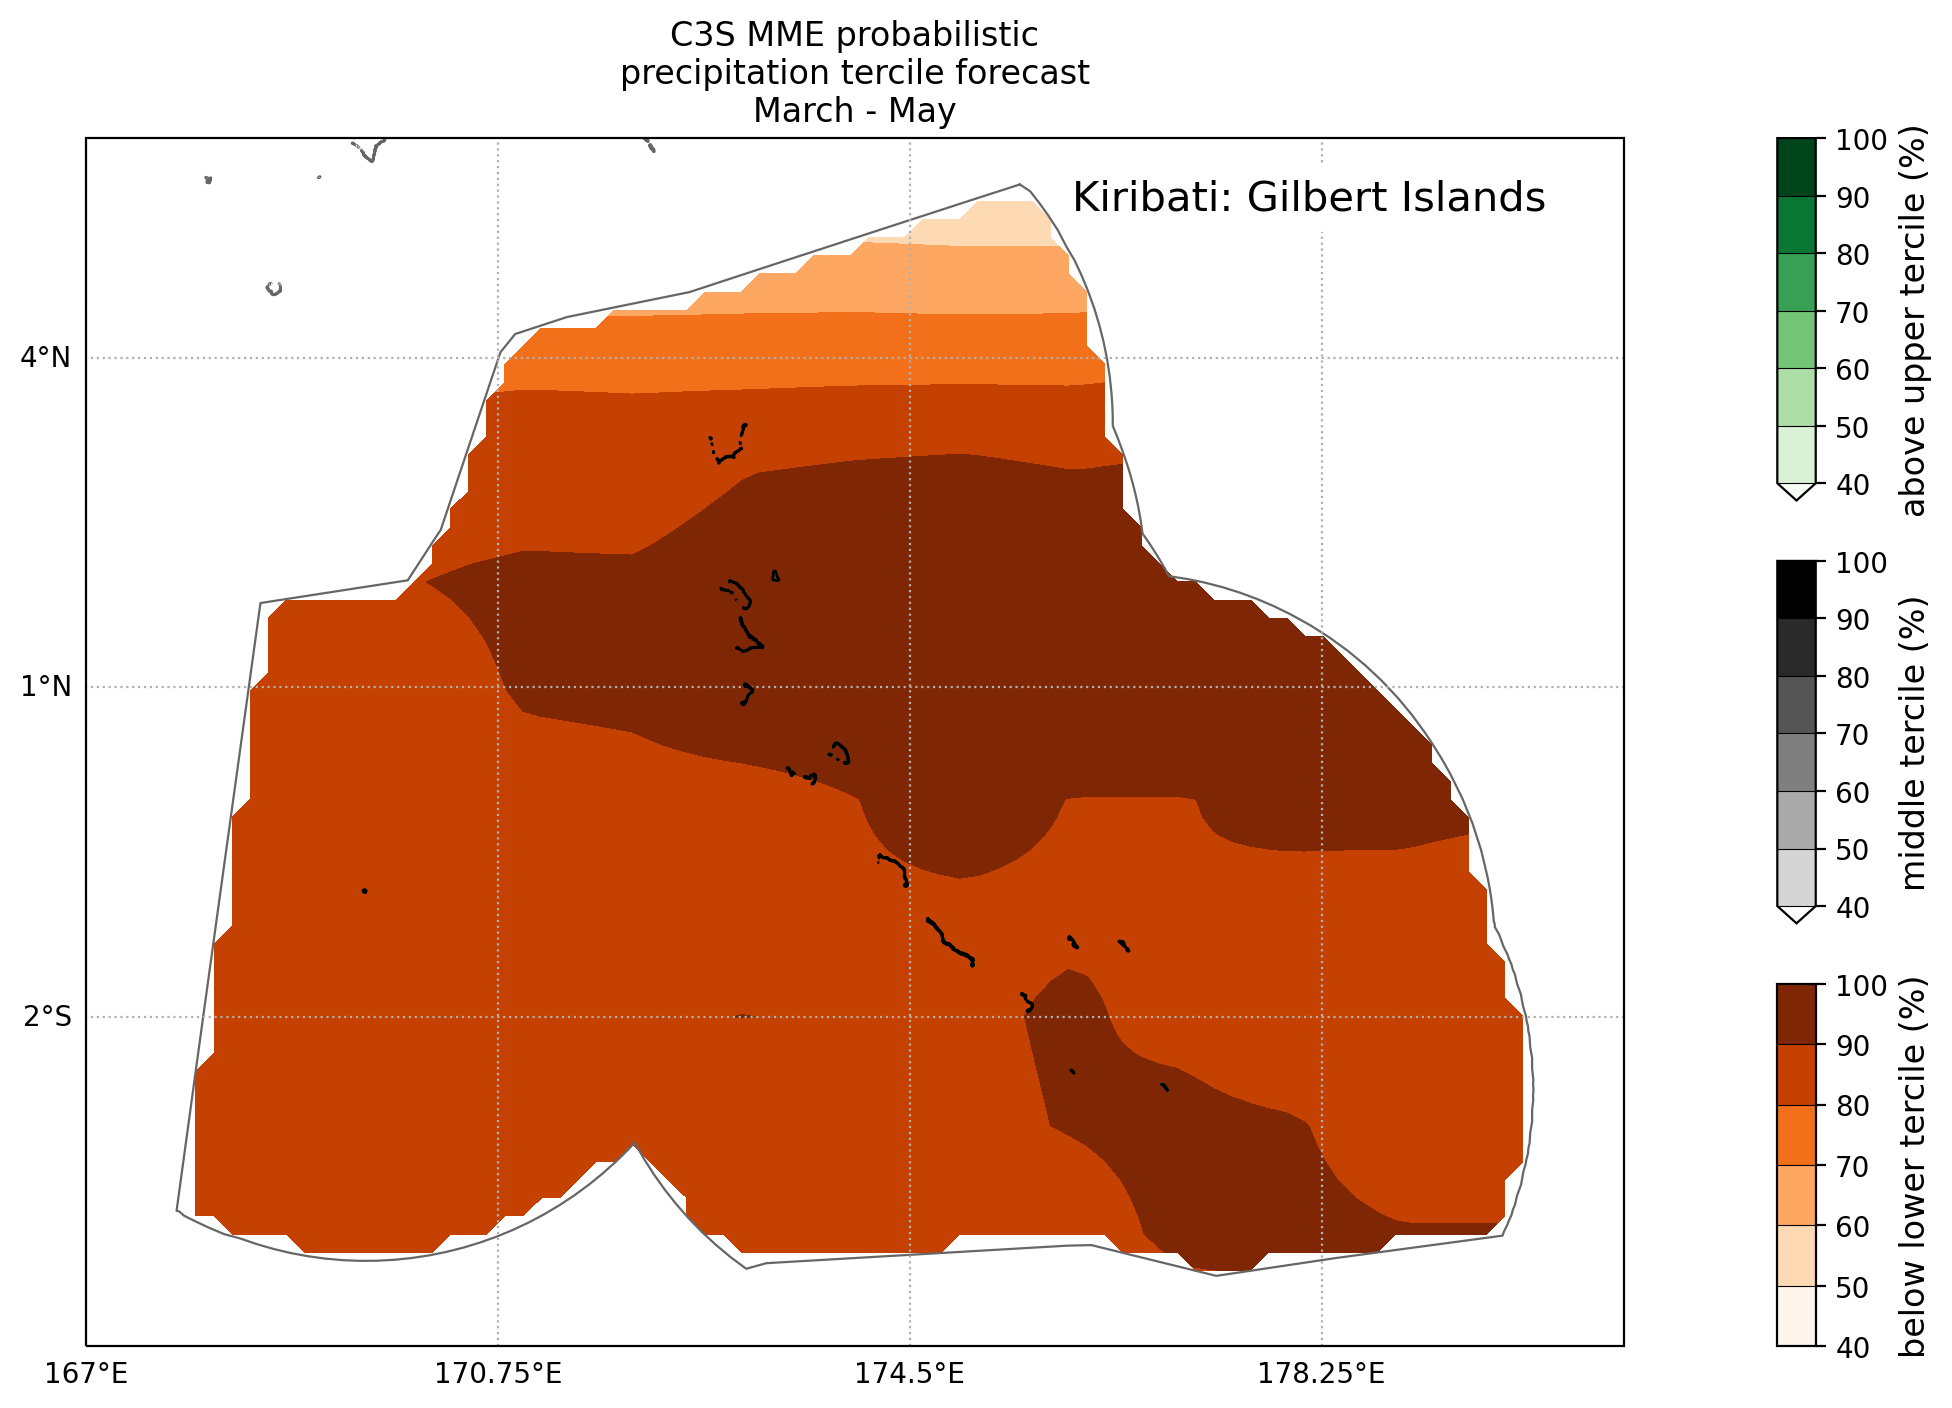 C3S MME probabilistic
precipitation tercile forecast
March - May
Kiribati: Gilbert Islands
4°N
1°N
2°S
167°E
170.75°E
174.5°E
178.25°E
100
90
80
70
60
50
40
above upper tercile (%)
100
90
80
70
60
50
40
middle tercile (%)
100
90
80
70
60
50
40
below lower tercile (%)